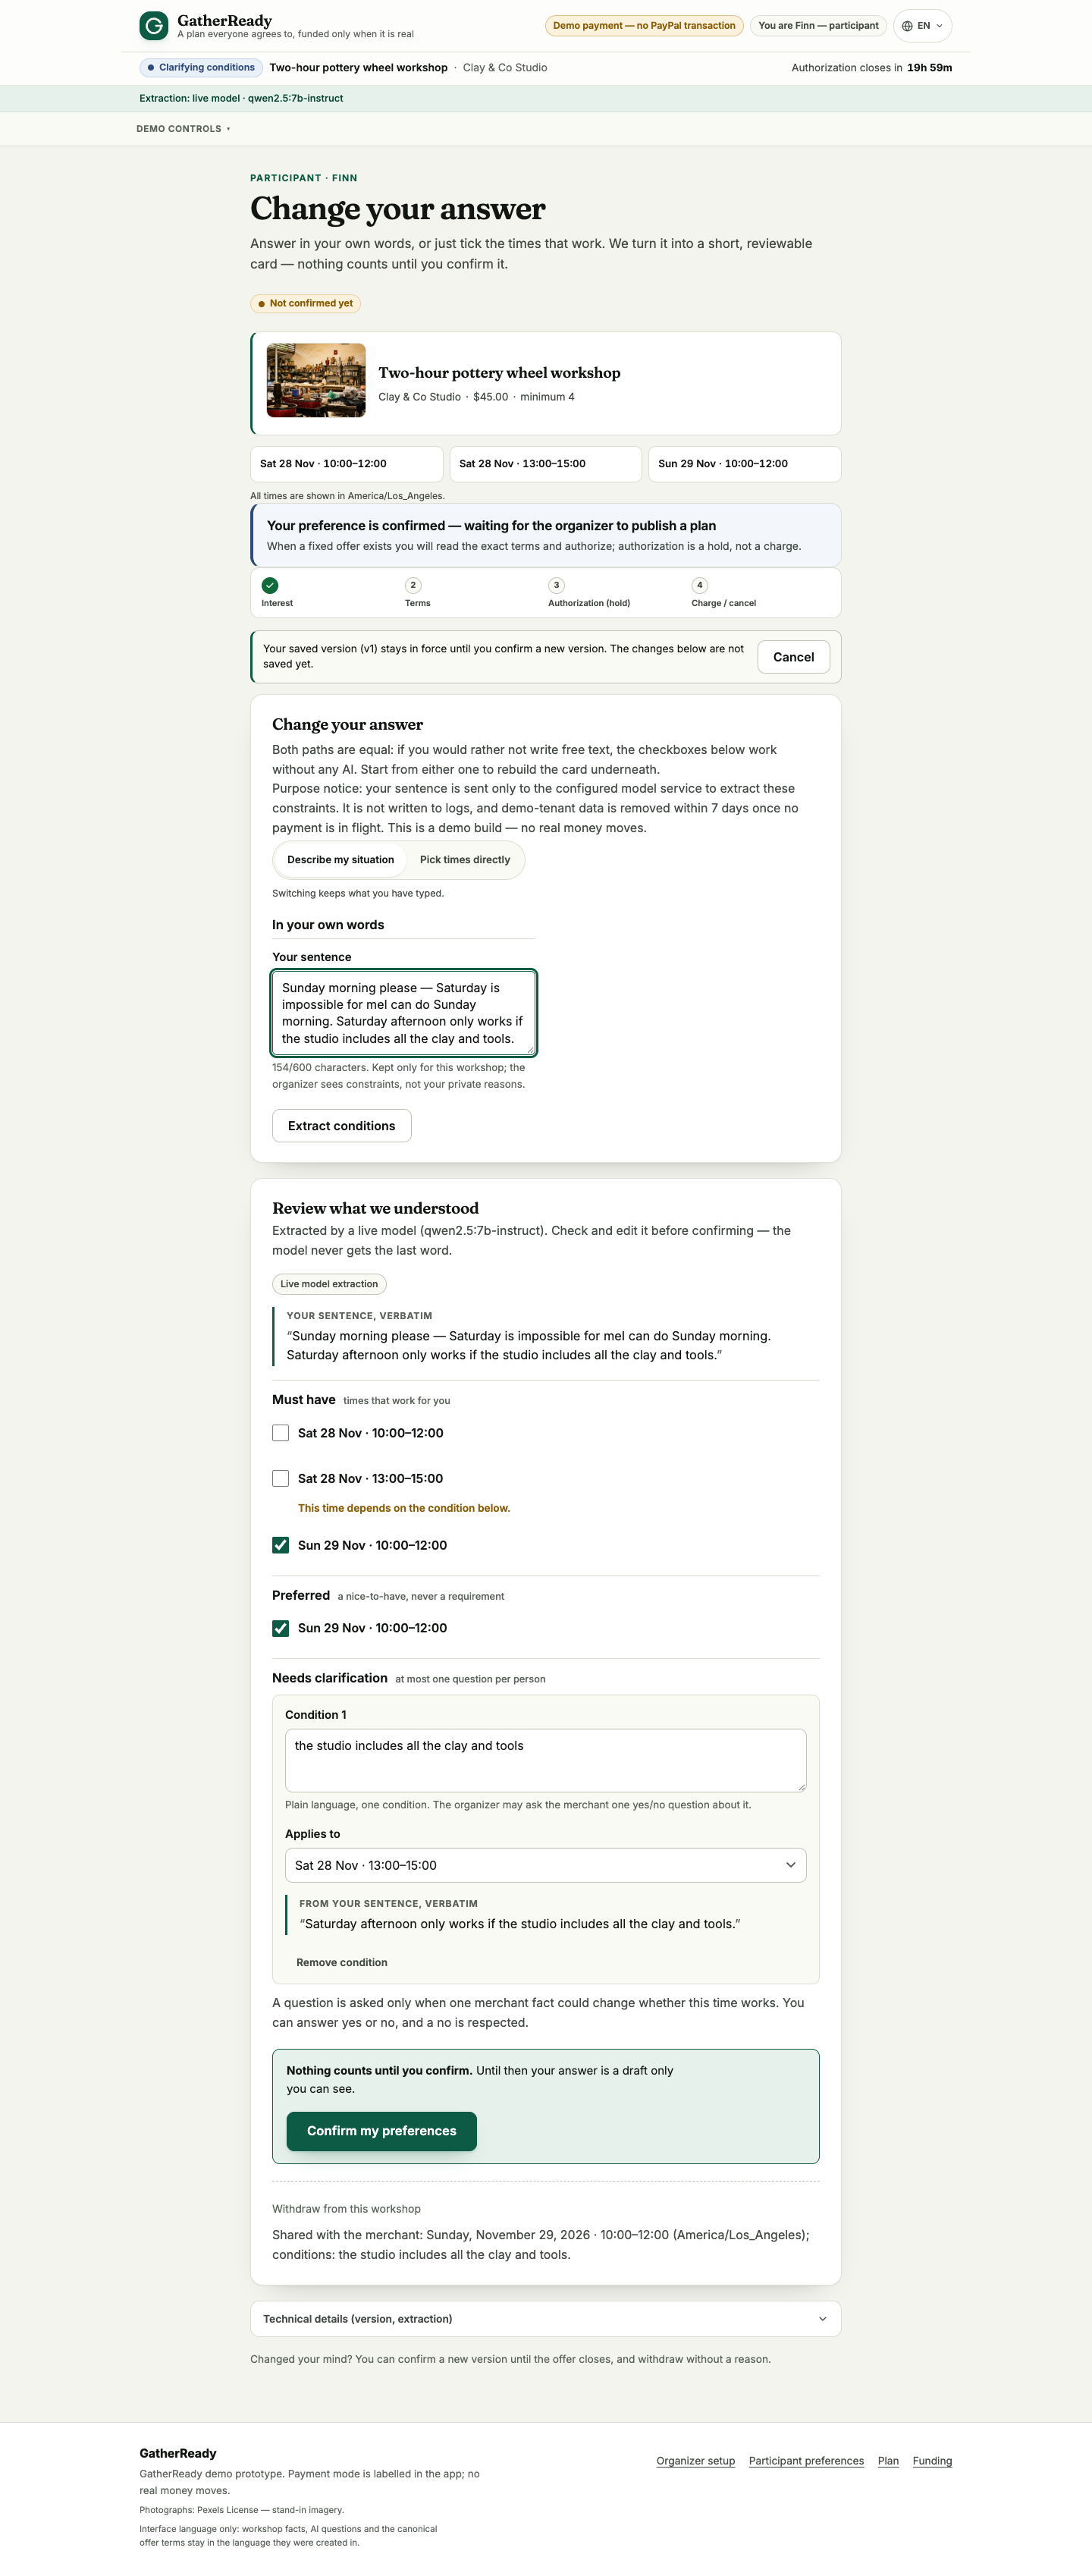 GatherReady
A plan everyone agrees to, funded only when it is real
Demo payment — no PayPal transaction
You are Finn — participant
EN
Clarifying conditions
Two-hour pottery wheel workshop · Clay & Co Studio
Authorization closes in 19h 59m
Extraction: live model · qwen2.5:7b-instruct
DEMO CONTROLS
PARTICIPANT · FINN
Change your answer
Answer in your own words, or just tick the times that work. We turn it into a short, reviewable
card — nothing counts until you confirm it.
Not confirmed yet
Two-hour pottery wheel workshop
Clay & Co Studio · $45.00 · minimum 4
Sat 28 Nov · 10:00–12:00
Sat 28 Nov · 13:00–15:00
Sun 29 Nov · 10:00–12:00
All times are shown in America/Los_Angeles.
Your preference is confirmed — waiting for the organizer to publish a plan
When a fixed offer exists you will read the exact terms and authorize; authorization is a hold, not a charge.
2
3
4
Interest
Terms
Authorization (hold)
Charge / cancel
Your saved version (v1) stays in force until you confirm a new version. The changes below are not
saved yet.
Cancel
Change your answer
Both paths are equal: if you would rather not write free text, the checkboxes below work
without any AI. Start from either one to rebuild the card underneath.
Purpose notice: your sentence is sent only to the configured model service to extract these
constraints. It is not written to logs, and demo-tenant data is removed within 7 days once no
payment is in flight. This is a demo build — no real money moves.
Describe my situation
Pick times directly
Switching keeps what you have typed.
In your own words
Your sentence
Sunday morning please — Saturday is
impossible for meI can do Sunday
morning. Saturday afternoon only works if
the studio includes all the clay and tools.
154/600 characters. Kept only for this workshop; the
organizer sees constraints, not your private reasons.
Extract conditions
Review what we understood
Extracted by a live model (qwen2.5:7b-instruct). Check and edit it before confirming — the
model never gets the last word.
Live model extraction
YOUR SENTENCE, VERBATIM
“Sunday morning please — Saturday is impossible for meI can do Sunday morning.
Saturday afternoon only works if the studio includes all the clay and tools.”
Must have times that work for you
Sat 28 Nov · 10:00–12:00
Sat 28 Nov · 13:00–15:00
This time depends on the condition below.
Sun 29 Nov · 10:00–12:00
Preferred a nice-to-have, never a requirement
Sun 29 Nov · 10:00–12:00
Needs clarification at most one question per person
Condition 1
the studio includes all the clay and tools
Plain language, one condition. The organizer may ask the merchant one yes/no question about it.
Applies to
Sat 28 Nov · 13:00–15:00
FROM YOUR SENTENCE, VERBATIM
“Saturday afternoon only works if the studio includes all the clay and tools.”
Remove condition
A question is asked only when one merchant fact could change whether this time works. You
can answer yes or no, and a no is respected.
Nothing counts until you confirm. Until then your answer is a draft only
you can see.
Confirm my preferences
Withdraw from this workshop
Shared with the merchant: Sunday, November 29, 2026 · 10:00–12:00 (America/Los_Angeles);
conditions: the studio includes all the clay and tools.
Technical details (version, extraction)
Changed your mind? You can confirm a new version until the offer closes, and withdraw without a reason.
GatherReady
GatherReady demo prototype. Payment mode is labelled in the app; no
real money moves.
Photographs: Pexels License — stand-in imagery.
Interface language only: workshop facts, AI questions and the canonical
offer terms stay in the language they were created in.
Organizer setup
Participant preferences
Plan
Funding